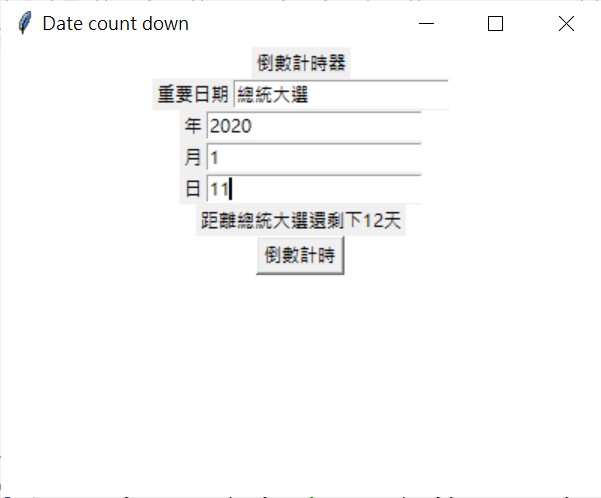 Date count down
倒數計時器
重要日期 總統大選
年 2020
月 1
日 11
距離總統大選還剩下12天
倒數計時